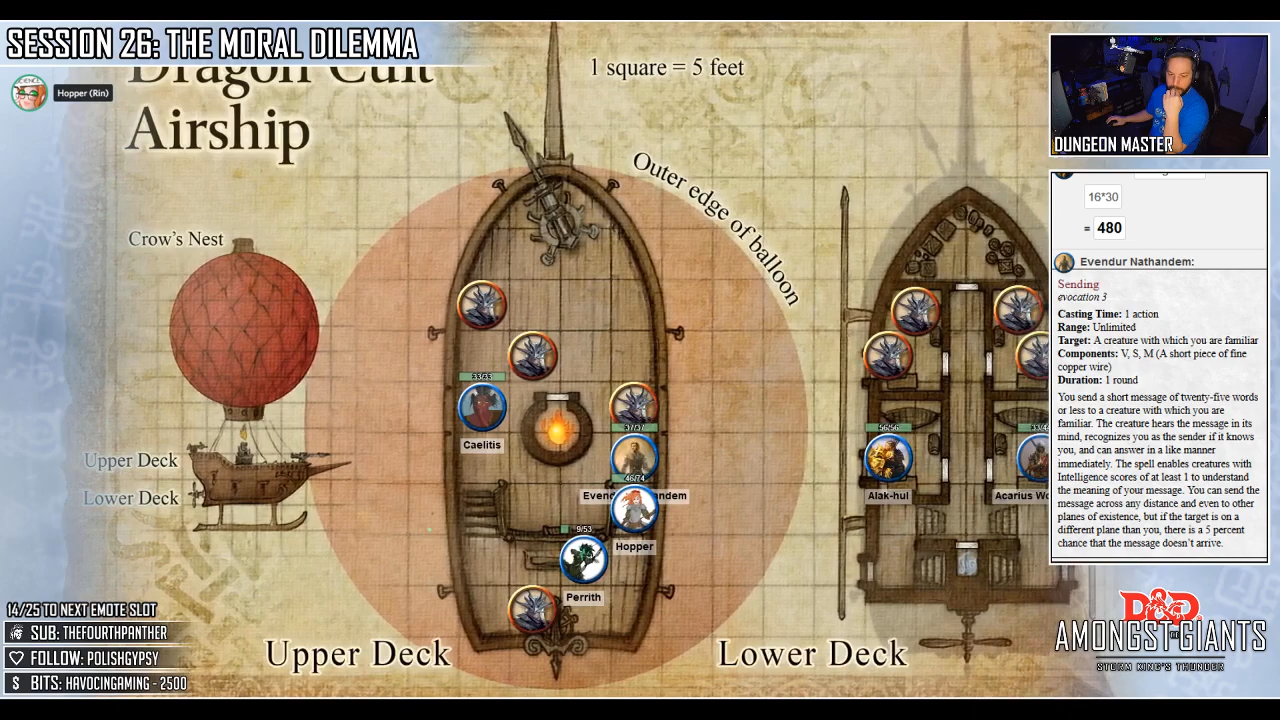 SESSION 26: THE MORAL DILEMMA
Hopper (Rin)
Dragon Cult
Airship
1 square = 5 feet
Outer edge of balloon
Crow's Nest
Upper Deck
Lower Deck
33/33
Caelitis
37/37
Evend
ndem
46/74
Hopper
9/53
Perrith
56/56
Alak-hul
33/4
Acarius Wo
Upper Deck
Lower Deck
14/25 TO NEXT EMOTE SLOT
SUB: THEFOURTHPANTHER
FOLLOW: POLISHGYPSY
$ BITS: HAVOCINGAMING - 2500
DUNGEON MASTER
16*30
= 480
Evendur Nathandem:
Sending
evocation 3
Casting Time: 1 action
Range: Unlimited
Target: A creature with which you are familiar
Components: V, S, M (A short piece of fine
copper wire)
Duration: 1 round
You send a short message of twenty-five words
or less to a creature with which you are
familiar. The creature hears the message in its
mind, recognizes you as the sender if it knows
you, and can answer in a like manner
immediately. The spell enables creatures with
Intelligence scores of at least 1 to understand
the meaning of your message. You can send the
message across any distance and even to other
planes of existence, but if the target is on a
different plane than you, there is a 5 percent
chance that the message doesn't arrive.
D&D
AMONGST GIANTS
STORM KING'S THUNDER